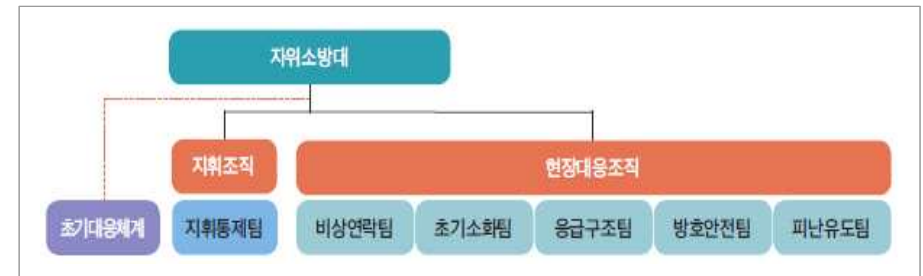 자위소방대
지휘조직
현장대응조직
초기대응체계
지휘통제팀
비상연락팀
초기소화팀
응급구조팀
방호안전팀
피난유도팀